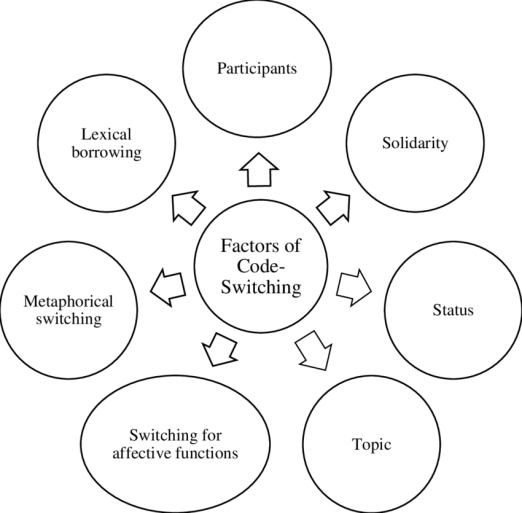 Participants
Lexical
borrowing
Solidarity
Factors of
Code-
Switching
Metaphorical
switching
Status
Switching for
affective functions
Topic